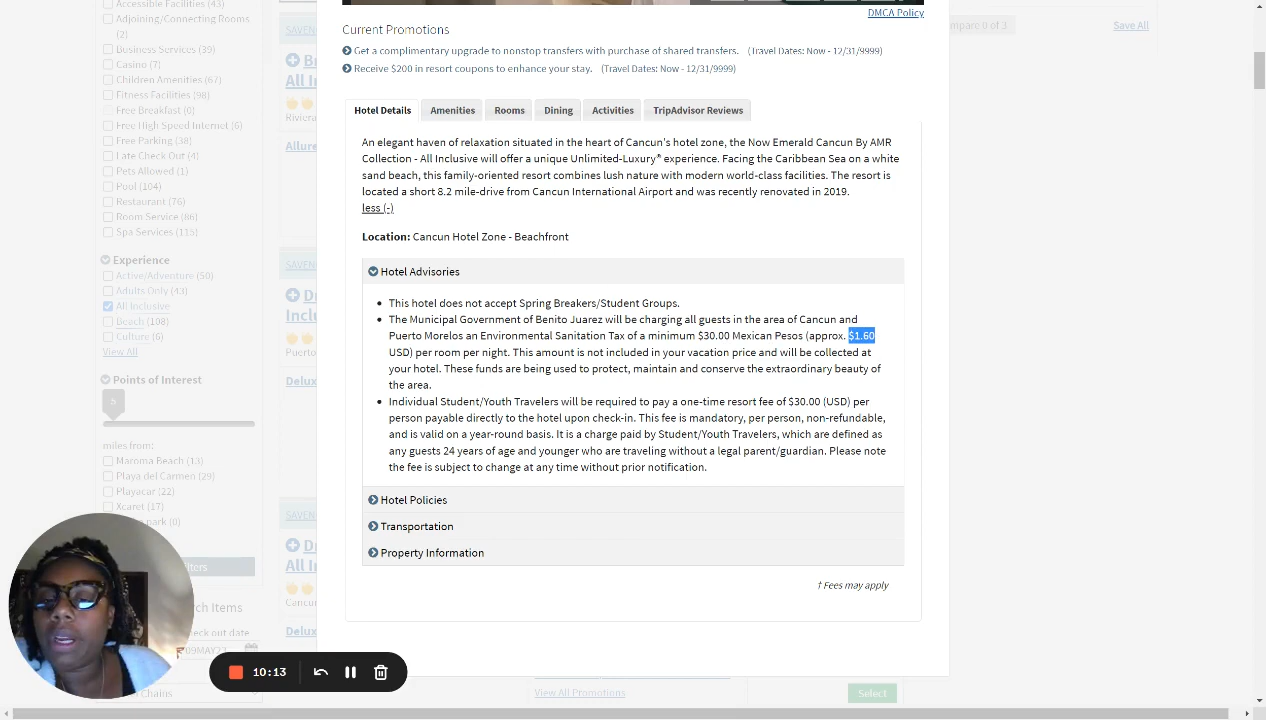 Accessible Facilities (43)
Adjoining/Connecting Rooms
(2)
Business Services (39)
Casino (7)
Children Amenities (67)
Fitness Facilities (98)
Free Breakfast (0)
Free High Speed Internet (6)
Free Parking (38)
Late Check Out (4)
Pets Allowed (1)
Pool (104)
Restaurant (76)
Room Service (86)
Spa Services (115)
Experience
Active/Adventure (50)
Adults Only (43)
All Inclusive
Beach (108)
Culture
View All
Points of Interest
5
miles from:
Maroma Beach (13)
Playa del Carmen (29)
Playacar (22)
Xcaret (17)
park (0)
DMCA Policy
Current Promotions
Get a complimentary upgrade to nonstop transfers with purchase of shared transfers. (Travel Dates: Now - 12/31/9999)
Receive $200 in resort coupons to enhance your stay. (Travel Dates: Now - 12/31/9999)
Hotel Details Amenities Rooms Dining Activities TripAdvisor Reviews
An elegant haven of relaxation situated in the heart of Cancun's hotel zone, the Now Emerald Cancun By AMR
Collection - All Inclusive will offer a unique Unlimited-Luxury® experience. Facing the Caribbean Sea on a white
sand beach, this family-oriented resort combines lush nature with modern world-class facilities. The resort is
located a short 8.2 mile-drive from Cancun International Airport and was recently renovated in 2019.
less (-)
Location: Cancun Hotel Zone - Beachfront
Hotel Advisories
• This hotel does not accept Spring Breakers/Student Groups.
• The Municipal Government of Benito Juarez will be charging all guests in the area of Cancun and
Puerto Morelos an Environmental Sanitation Tax of a minimum $30.00 Mexican Pesos (approx. $1.60
USD) per room per night. This amount is not included in your vacation price and will be collected at
your hotel. These funds are being used to protect, maintain and conserve the extraordinary beauty of
the area.
• Individual Student/Youth Travelers will be required to pay a one-time resort fee of $30.00 (USD) per
person payable directly to the hotel upon check-in. This fee is mandatory, per person, non-refundable,
and is valid on a year-round basis. It is a charge paid by Student/Youth Travelers, which are defined as
any guests 24 years of age and younger who are traveling without a legal parent/guardian. Please note
the fee is subject to change at any time without prior notification.
Hotel Policies
Transportation
Property Information
† Fees may apply
Save All
View All Promotions
Select
10:13